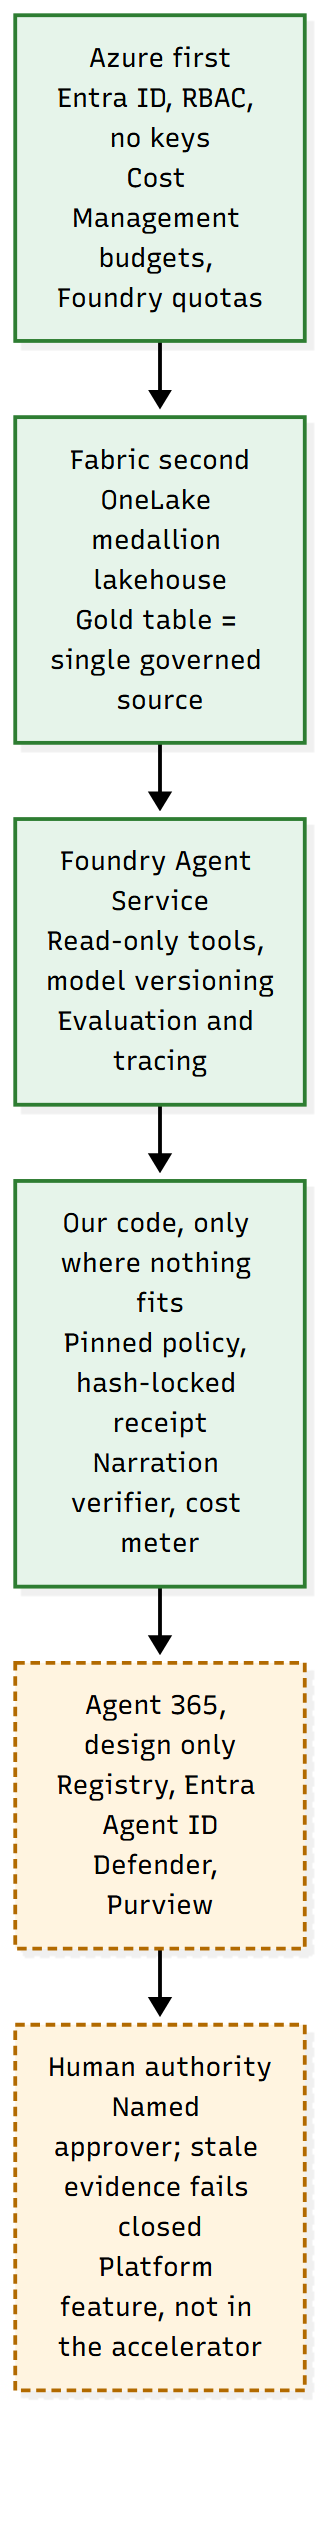 Azure first
Entra ID, RBAC,
no keys
Cost
Management
budgets,
Foundry quotas
Fabric second
OneLake
medallion
lakehouse
Gold table =
single governed
source
Foundry Agent
Service
Read-only tools,
model versioning
Evaluation and
tracing
Our code, only
where nothing
fits
Pinned policy,
hash-locked
receipt
Narration
verifier, cost
meter
Agent 365,
design only
Registry, Entra
Agent ID
Defender,
Purview
Human authority
Named
approver; stale
evidence fails
closed
Platform
feature, not in
the accelerator